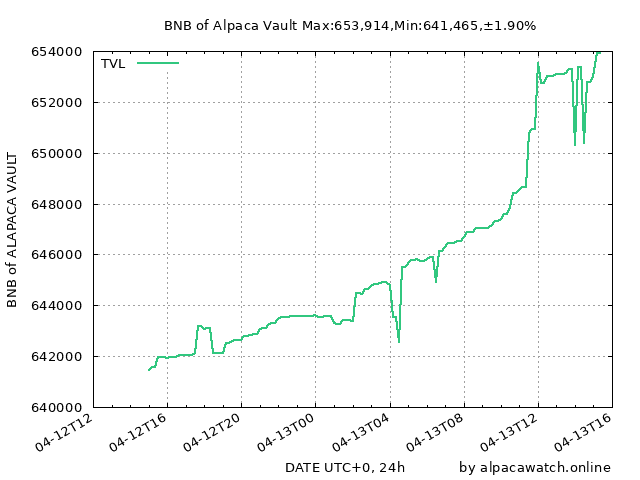 BNB of Alpaca Vault Max:653,914,Min:641,465,±1.90%
TVL
654000
652000
650000
648000
646000
644000
642000
640000
BNB of ALAPACA VAULT
04-12T12
04-12T16
04-12T20
04-13T00
04-13T04
04-13T08
04-13T12
04-13T16
DATE UTC+0, 24h
by alpacawatch.online